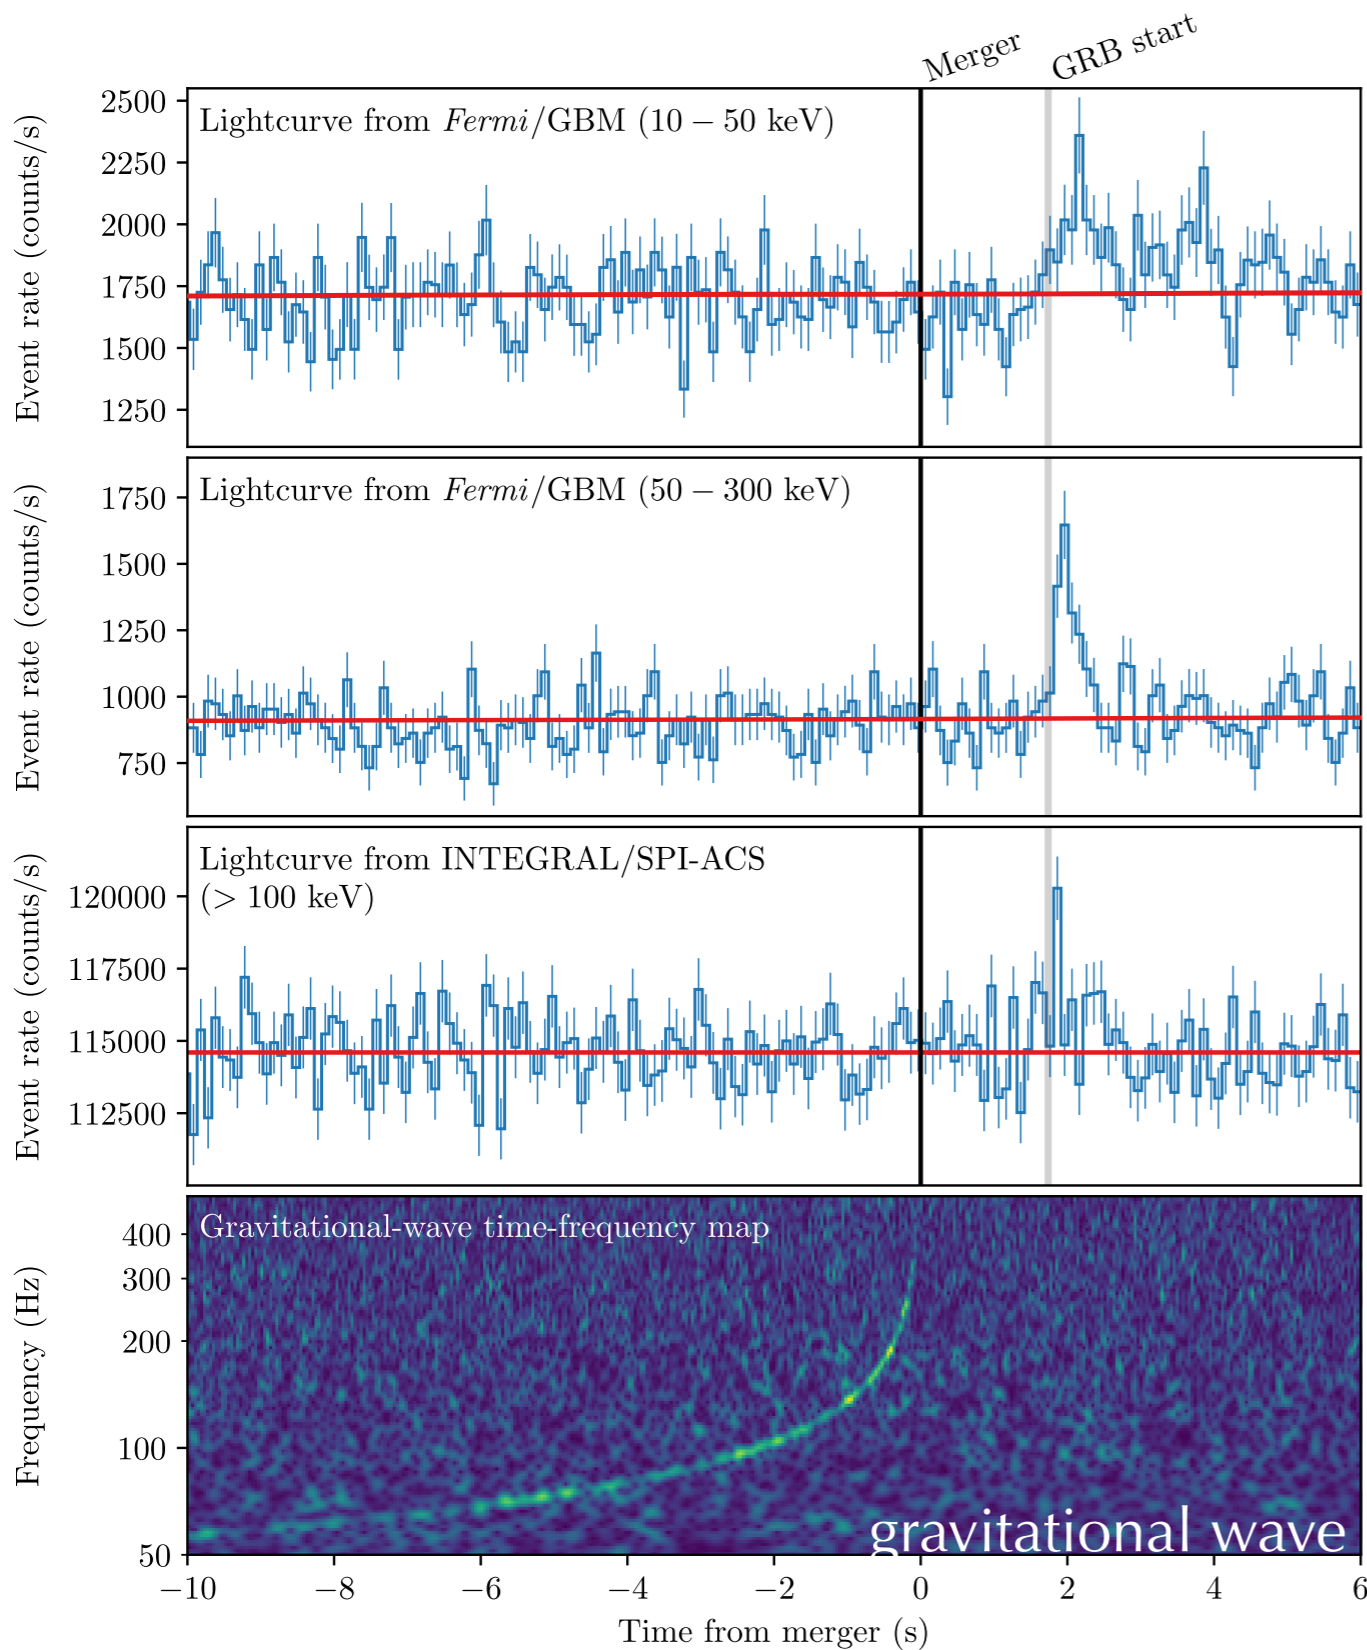 Merger
GRB start
Lightcurve from Fermi/GBM (10 − 50 keV)
Event rate (counts/s)
2500
2250
2000
1750
1500
1250
Lightcurve from Fermi/GBM (50 − 300 keV)
Event rate (counts/s)
1750
1500
1250
1000
750
Lightcurve from INTEGRAL/SPI-ACS
(> 100 keV)
Event rate (counts/s)
120000
117500
115000
112500
Gravitational-wave time-frequency map
Frequency (Hz)
400
300
200
100
50
gravitational wave
−10 −8 −6 −4 −2 0 2 4 6
Time from merger (s)